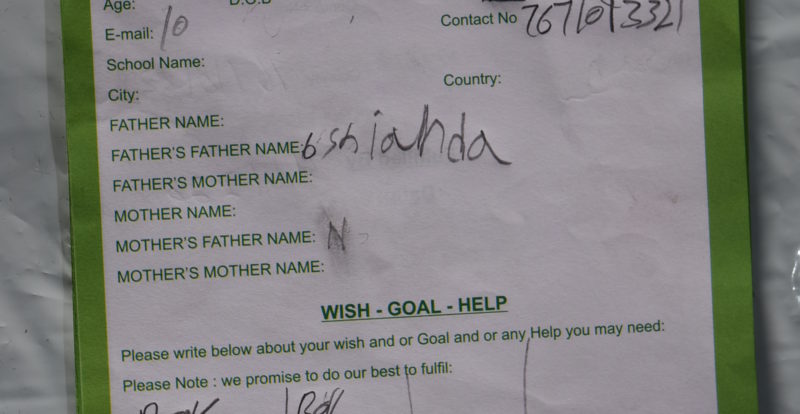 Age: D.O.B
E-mail: 10 Contact No
School Name:
City: Country:
FATHER NAME:
FATHER'S FATHER NAME: bishianda
FATHER'S MOTHER NAME:
MOTHER NAME:
MOTHER'S FATHER NAME: N
MOTHER'S MOTHER NAME:
WISH - GOAL - HELP
Please write below about your wish and or Goal and or any Help you may need:
Please Note : we promise to do our best to fulfil: